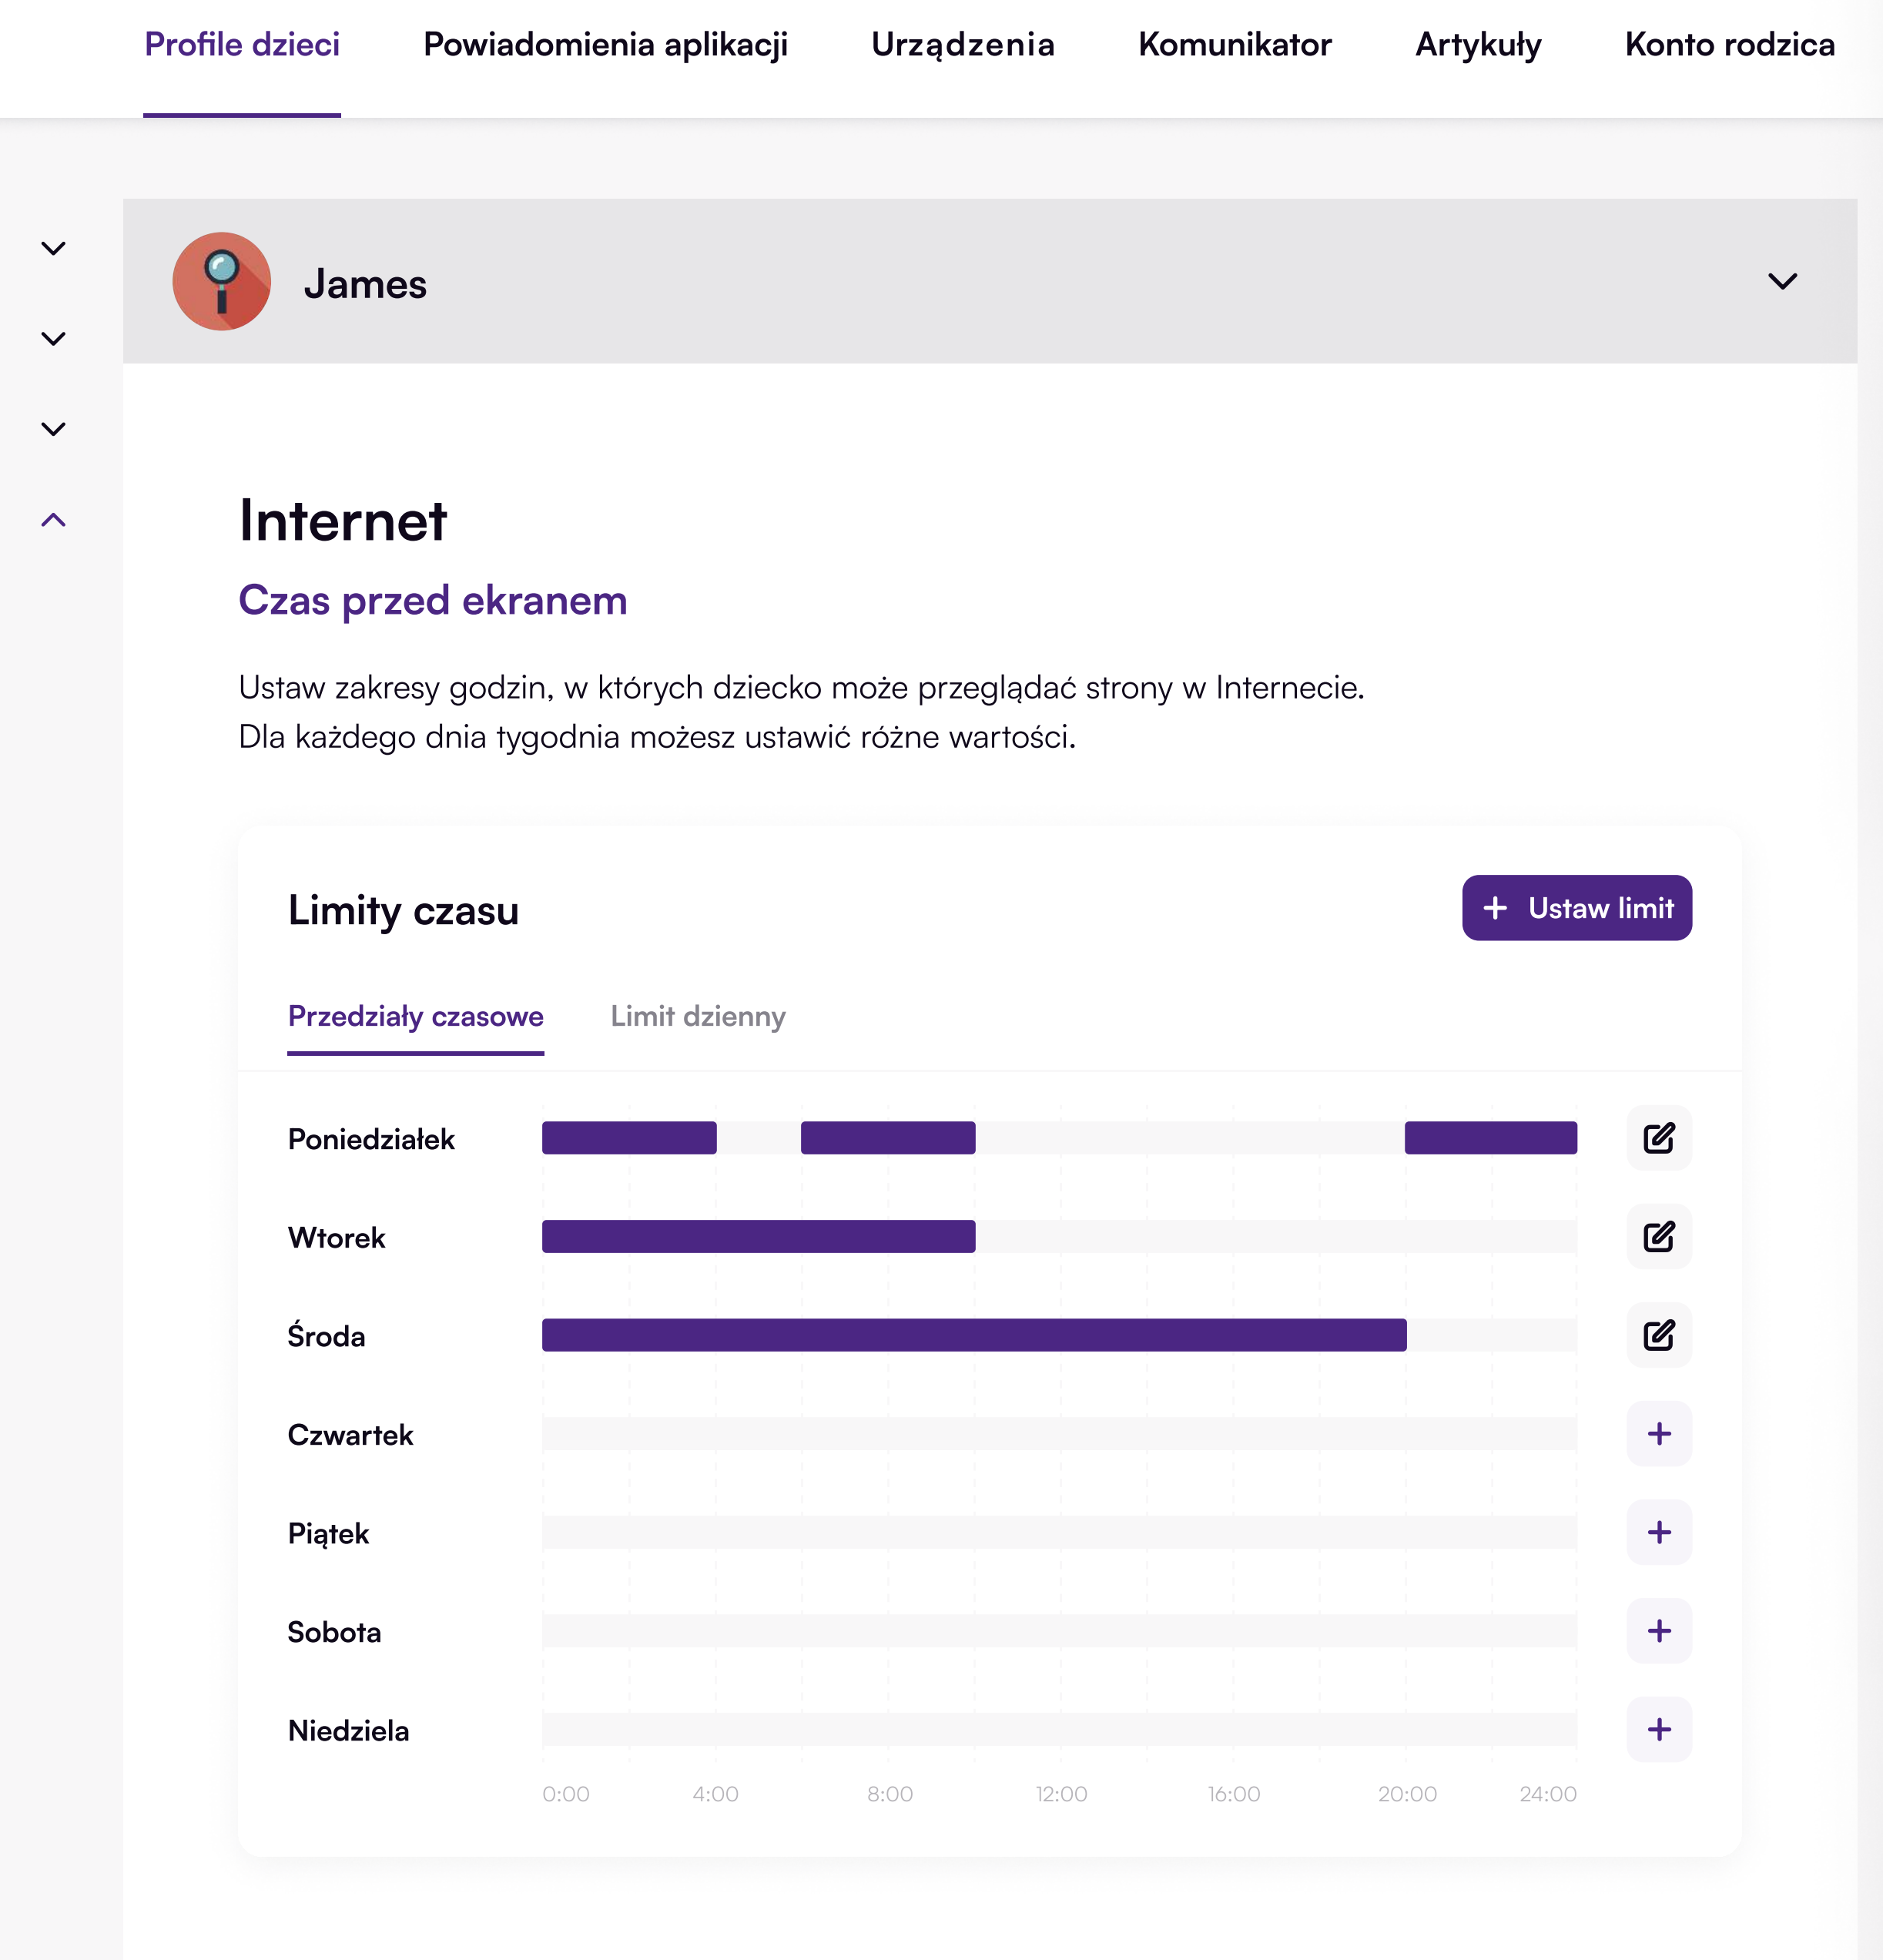 Profile dzieci Powiadomienia aplikacji Urządzenia Komunikator Artykuły Konto rodzica
James
Internet
Czas przed ekranem
Ustaw zakresy godzin, w których dziecko może przeglądać strony w Internecie.
Dla każdego dnia tygodnia możesz ustawić różne wartości.
Limity czasu
+ Ustaw limit
Przedziały czasowe Limit dzienny
Poniedziałek
Wtorek
Środa
Czwartek
Piątek
Sobota
Niedziela
0:00 4:00 8:00 12:00 16:00 20:00 24:00